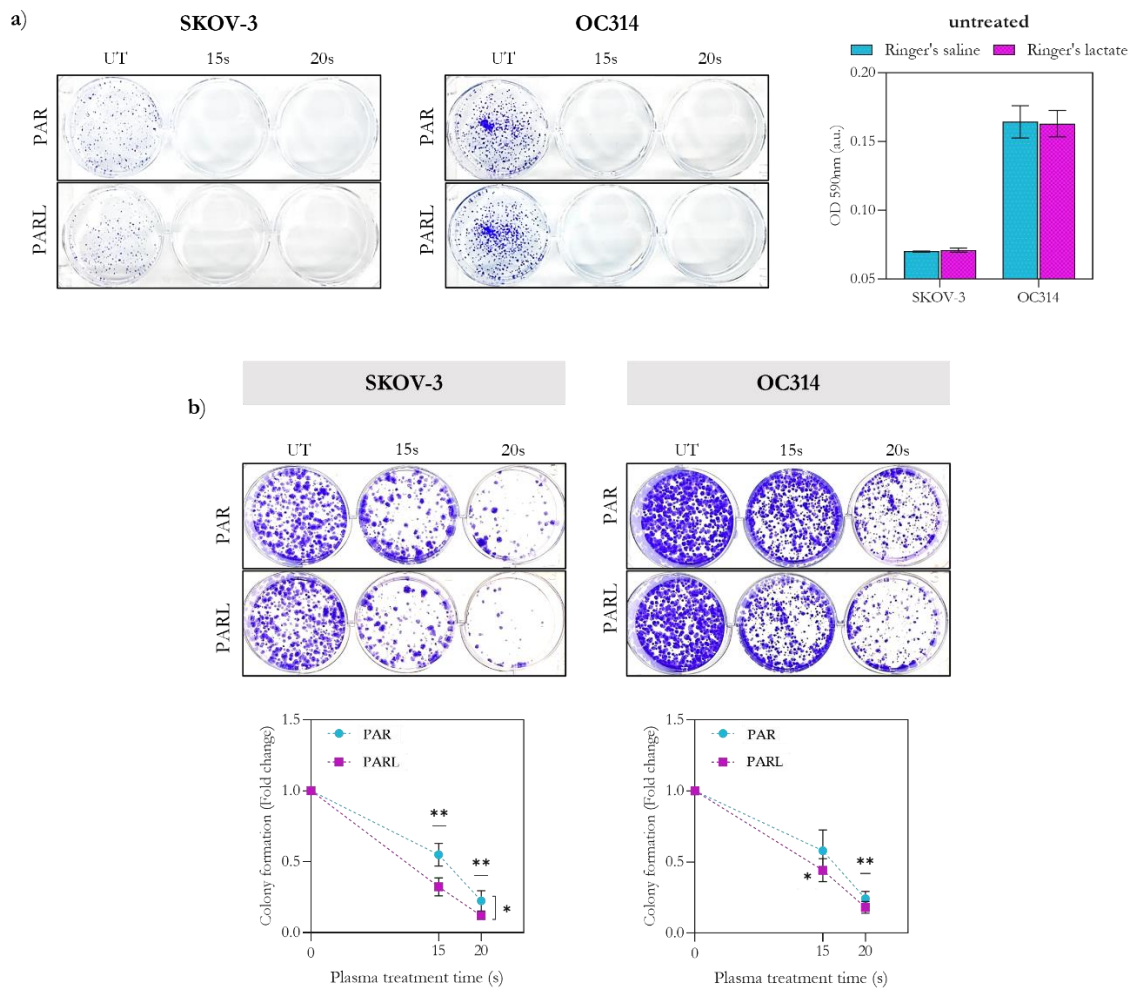 a)
SKOV-3
UT 15s 20s
PAR
PARL
OC314
UT 15s 20s
PAR
PARL
untreated
Ringer's saline Ringer's lactate
OD 590nm (a.u.)
0.20
0.15
0.10
0.05
SKOV-3 OC314
b)
SKOV-3
UT 15s 20s
PAR
PARL
OC314
UT 15s 20s
PAR
PARL
Colony formation (Fold change)
1.5
1.0
0.5
0.0
PAR
PARL
**
**
*
0 15 20
Plasma treatment time (s)
Colony formation (Fold change)
1.5
1.0
0.5
0.0
PAR
PARL
**
*
0 15 20
Plasma treatment time (s)